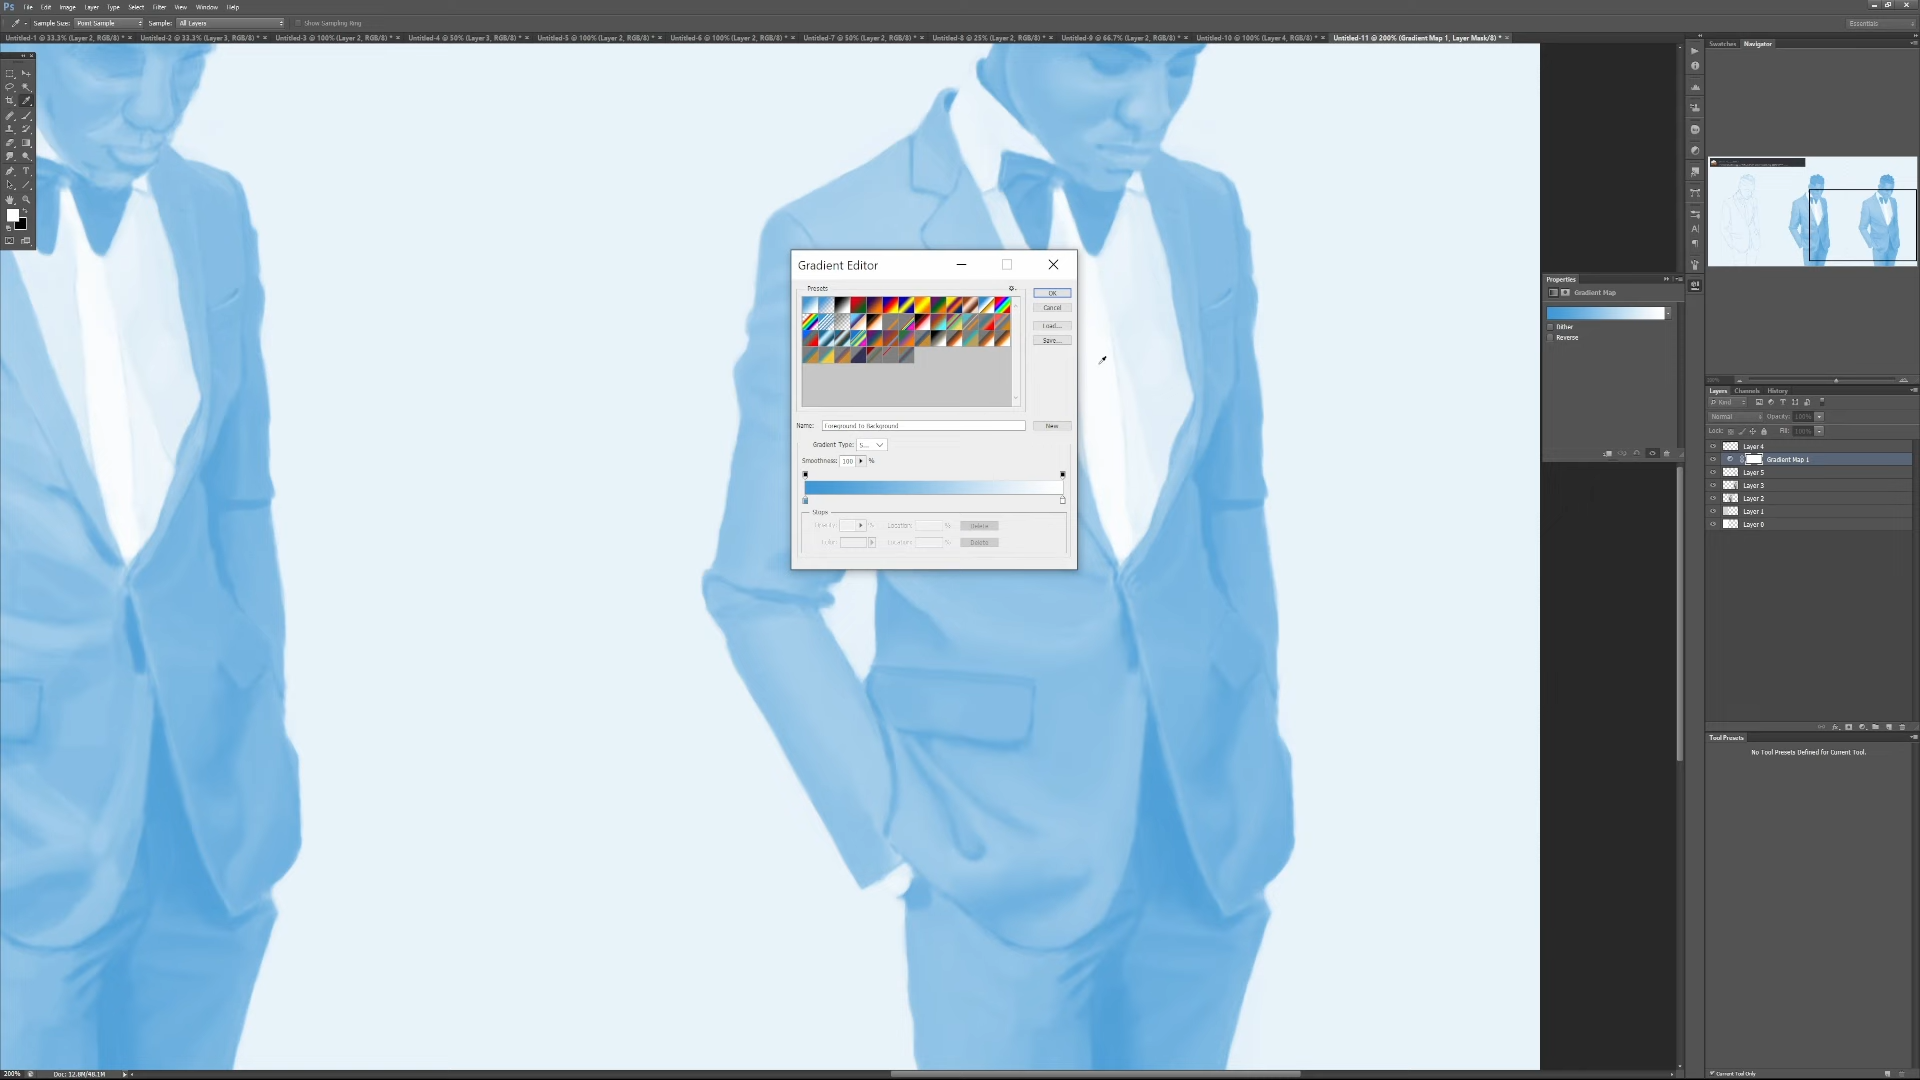 Ps File Edit Image Layer Type Select Filter View Window Help
Sample Size: Point Sample Sample: All Layers Show Sampling Ring Essentials
Untitled-1 @ 33.3% (Layer 2, RGB/8) * × Untitled-2 @ 33.3% (Layer 2, RGB/8) * × Untitled-3 @ 100% (Layer 2, RGB/8) * × Untitled-4 @ 50% (Layer 3, RGB/8) * × Untitled-5 @ 100% (Layer 2, RGB/8) * × Untitled-6 @ 100% (Layer 2, RGB/8) * × Untitled-7 @ 50% (Layer 2, RGB/8) * × Untitled-8 @ 25% (Layer 2, RGB/8) * × Untitled-9 @ 66.7% (Layer 2, RGB/8) * × Untitled-10 @ 100% (Layer 4, RGB/8) * × Untitled-11 @ 200% (Gradient Map 1, Layer Mask/8) * ×
Swatches Navigator
Gradient Editor
Presets
OK
Cancel
Load...
Save...
Name: Foreground to Background New
Gradient Type: S...
Smoothness: 100 %
Stops
Opacity: % Location: % Delete
Color: Location: % Delete
Properties
Gradient Map
Dither
Reverse
Layers Channels History
Kind
Normal Opacity: 100%
Lock: Fill: 100%
Layer 4
Gradient Map 1
Layer 5
Layer 3
Layer 2
Layer 1
Layer 0
Tool Presets
No Tool Presets Defined for Current Tool.
Current Tool Only
200% Doc: 12.8M/48.1M